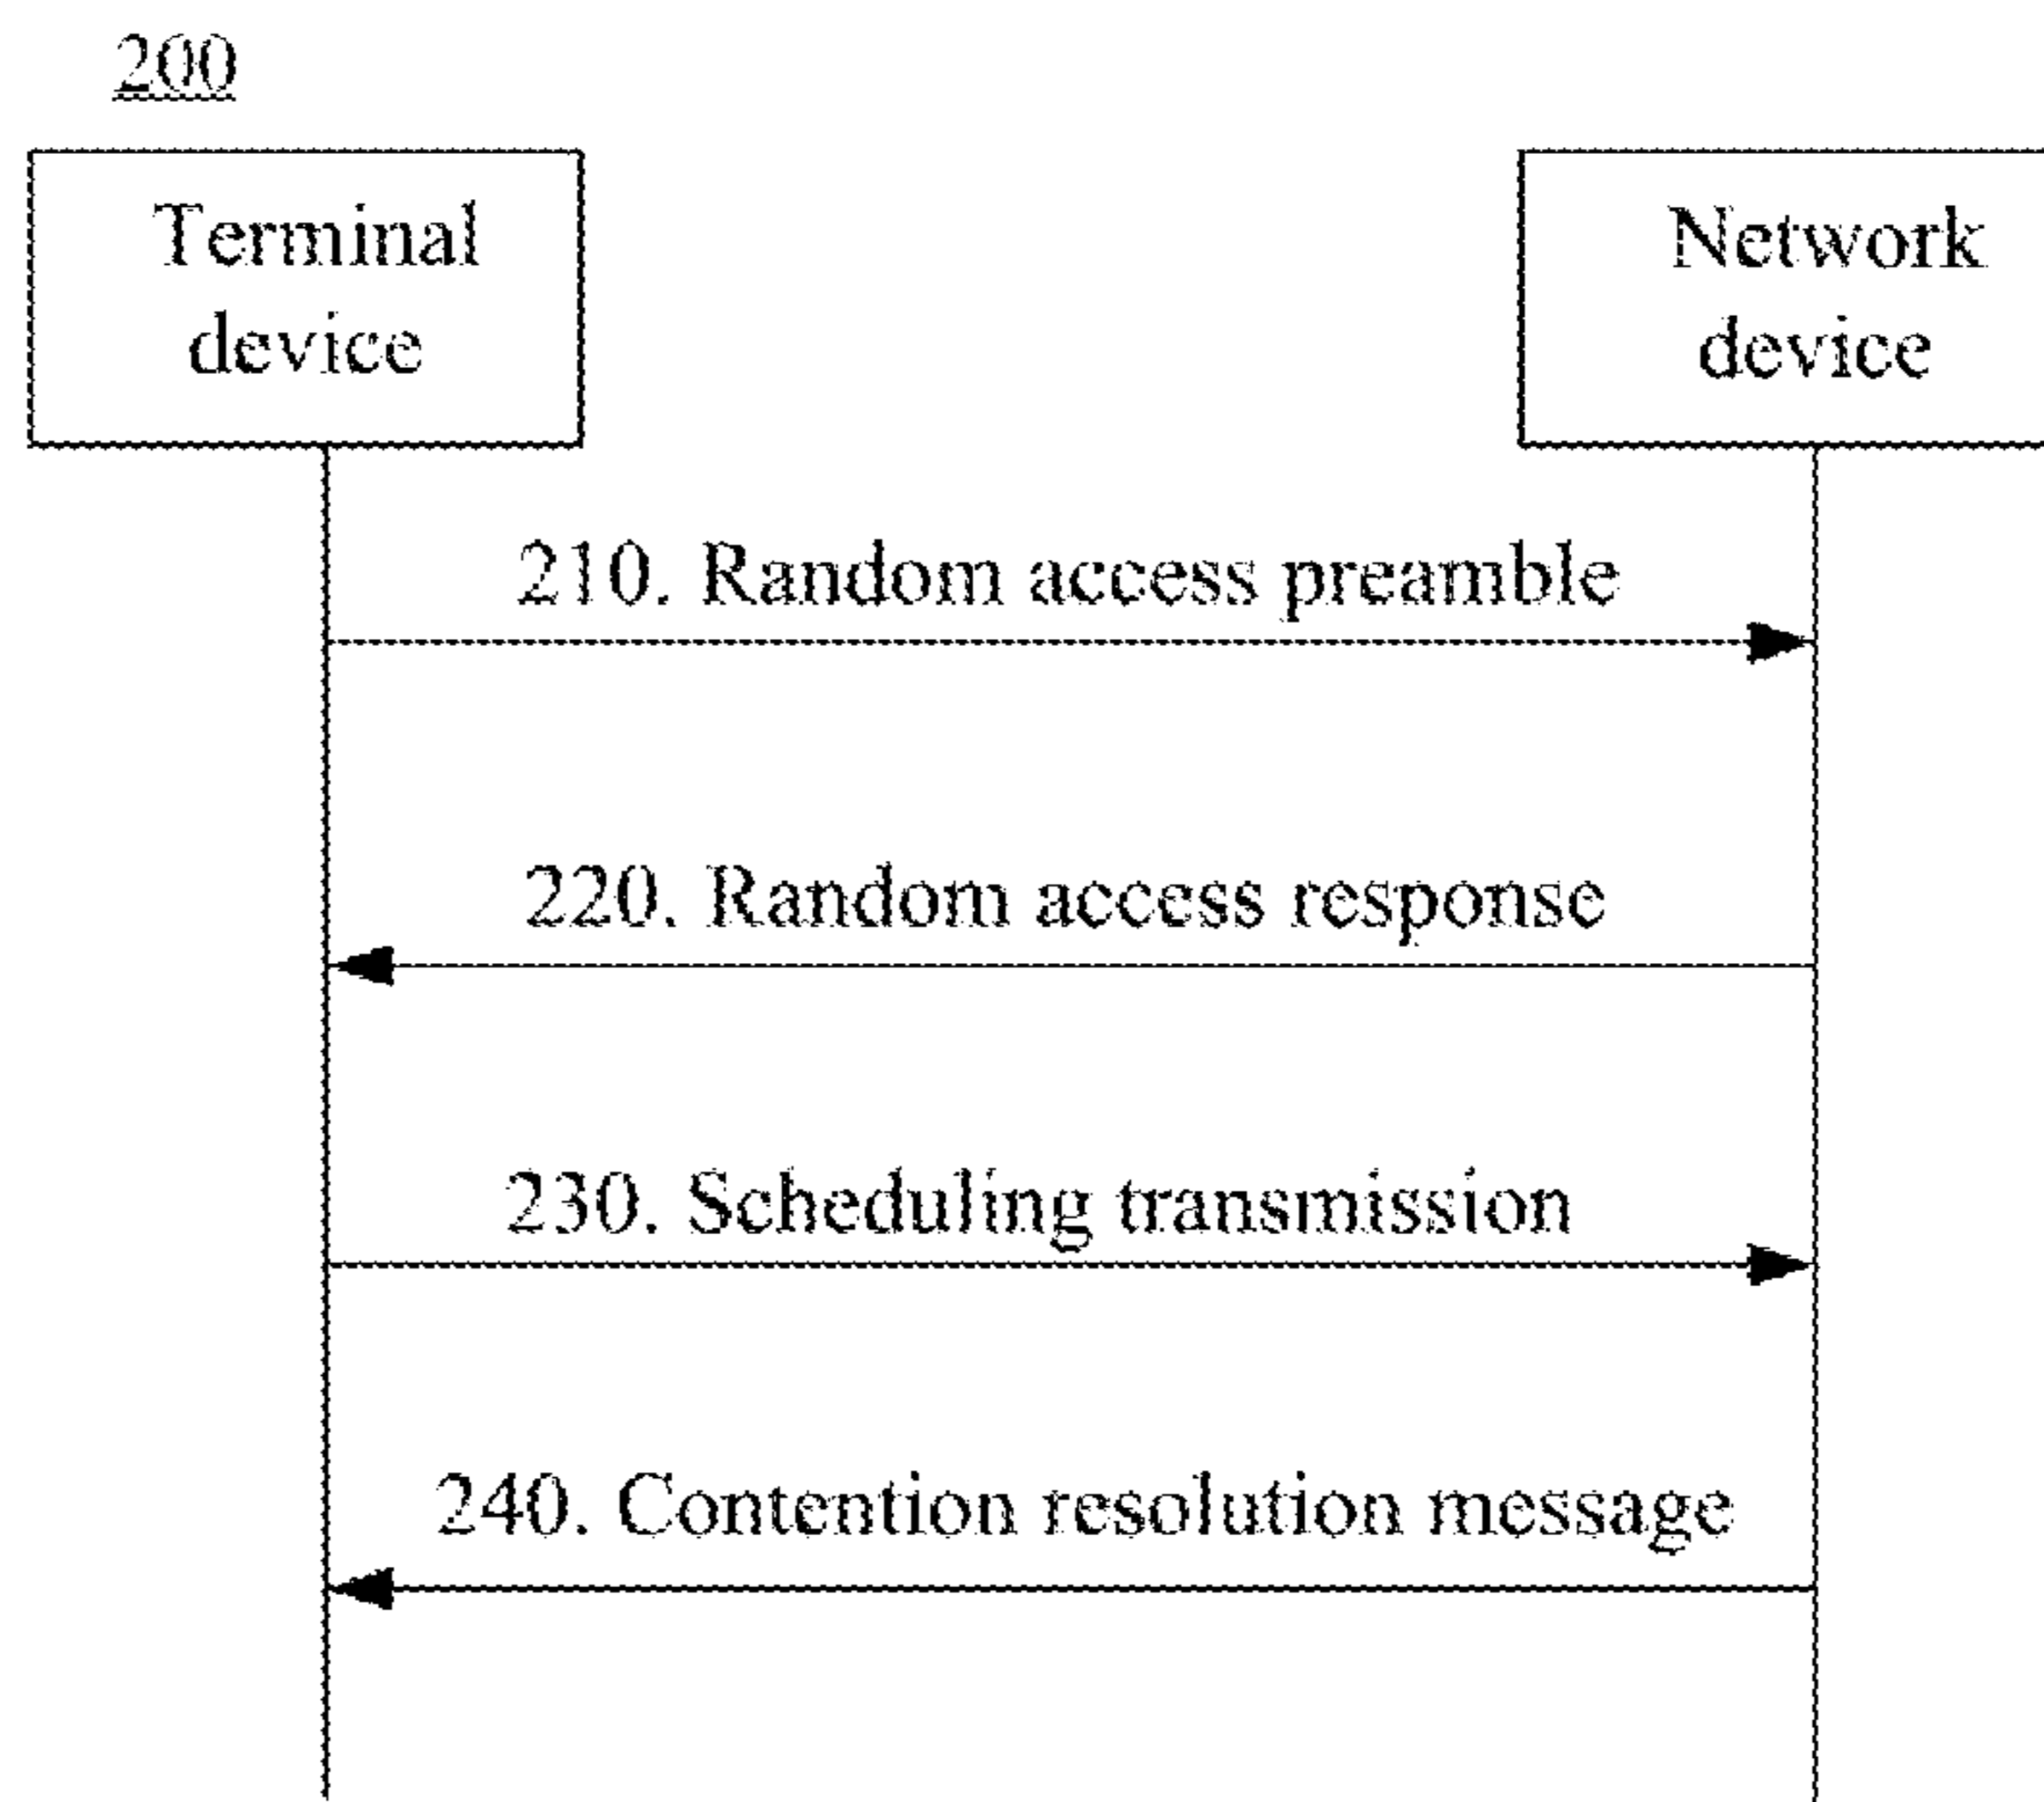 200
Terminal
device
Network
device
210. Random access preamble
220. Random access response
230. Scheduling transmission
240. Contention resolution message